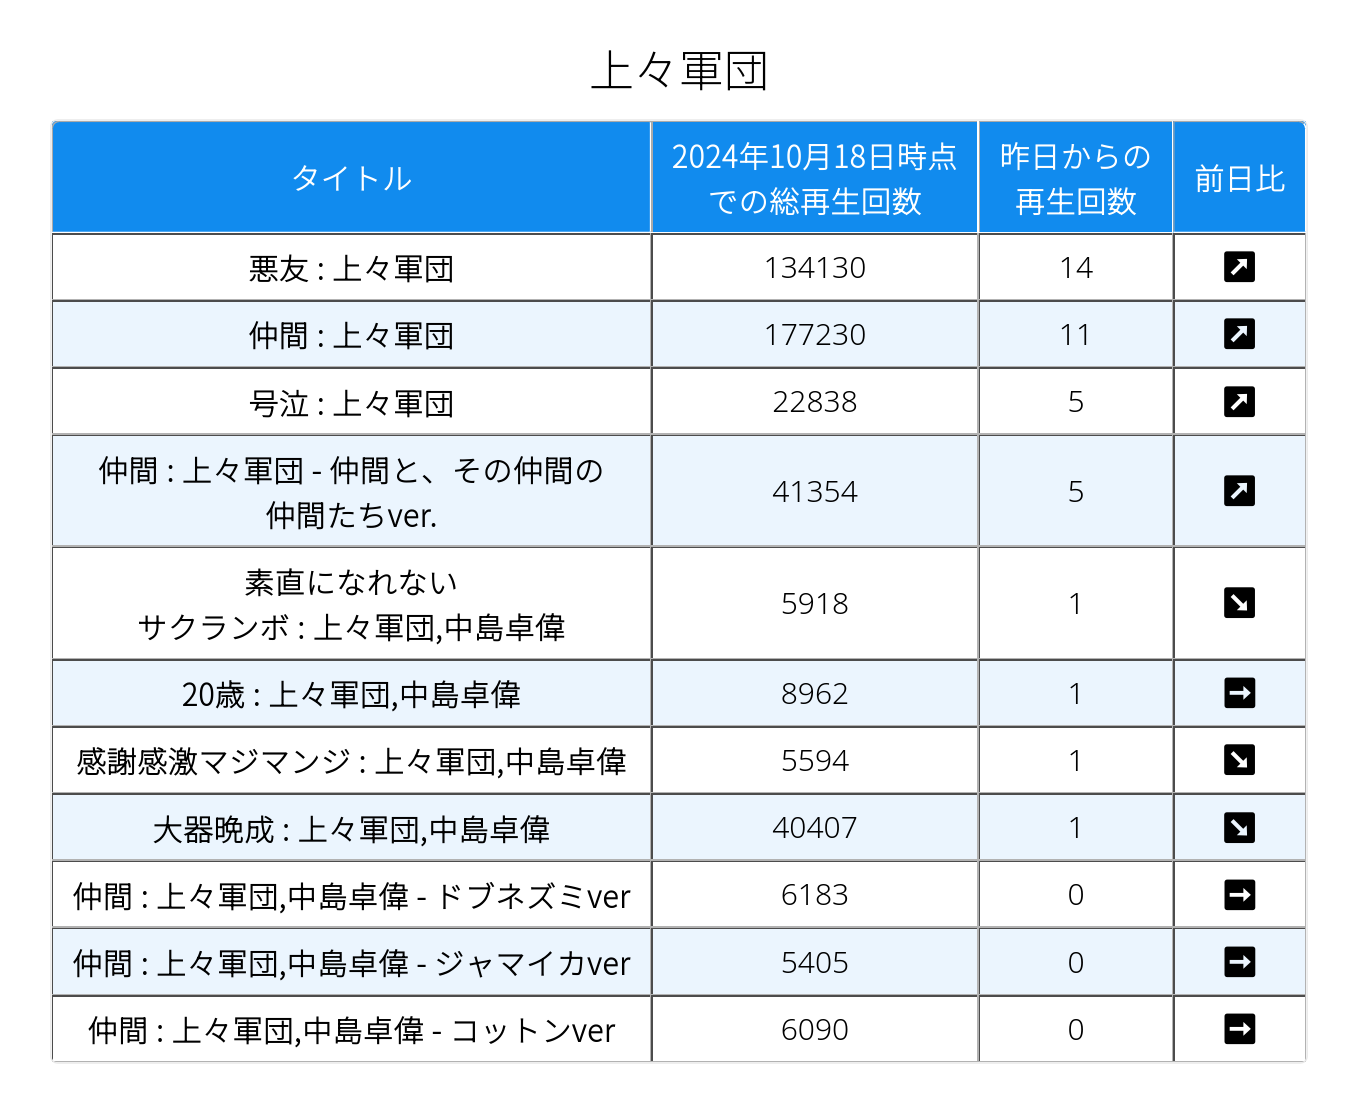 上々軍団
タイトル
2024年10月18日時点
での総再生回数
昨日からの
再生回数
前日比
悪友 : 上々軍団
134130
14
仲間 : 上々軍団
177230
11
号泣 : 上々軍団
22838
5
仲間 : 上々軍団 - 仲間と、その仲間の
仲間たちver.
41354
5
素直になれない
サクランボ : 上々軍団,中島卓偉
5918
1
20歳 : 上々軍団,中島卓偉
8962
1
感謝感激マジマンジ : 上々軍団,中島卓偉
5594
1
大器晩成 : 上々軍団,中島卓偉
40407
1
仲間 : 上々軍団,中島卓偉 - ドブネズミver
6183
0
仲間 : 上々軍団,中島卓偉 - ジャマイカver
5405
0
仲間 : 上々軍団,中島卓偉 - コットンver
6090
0